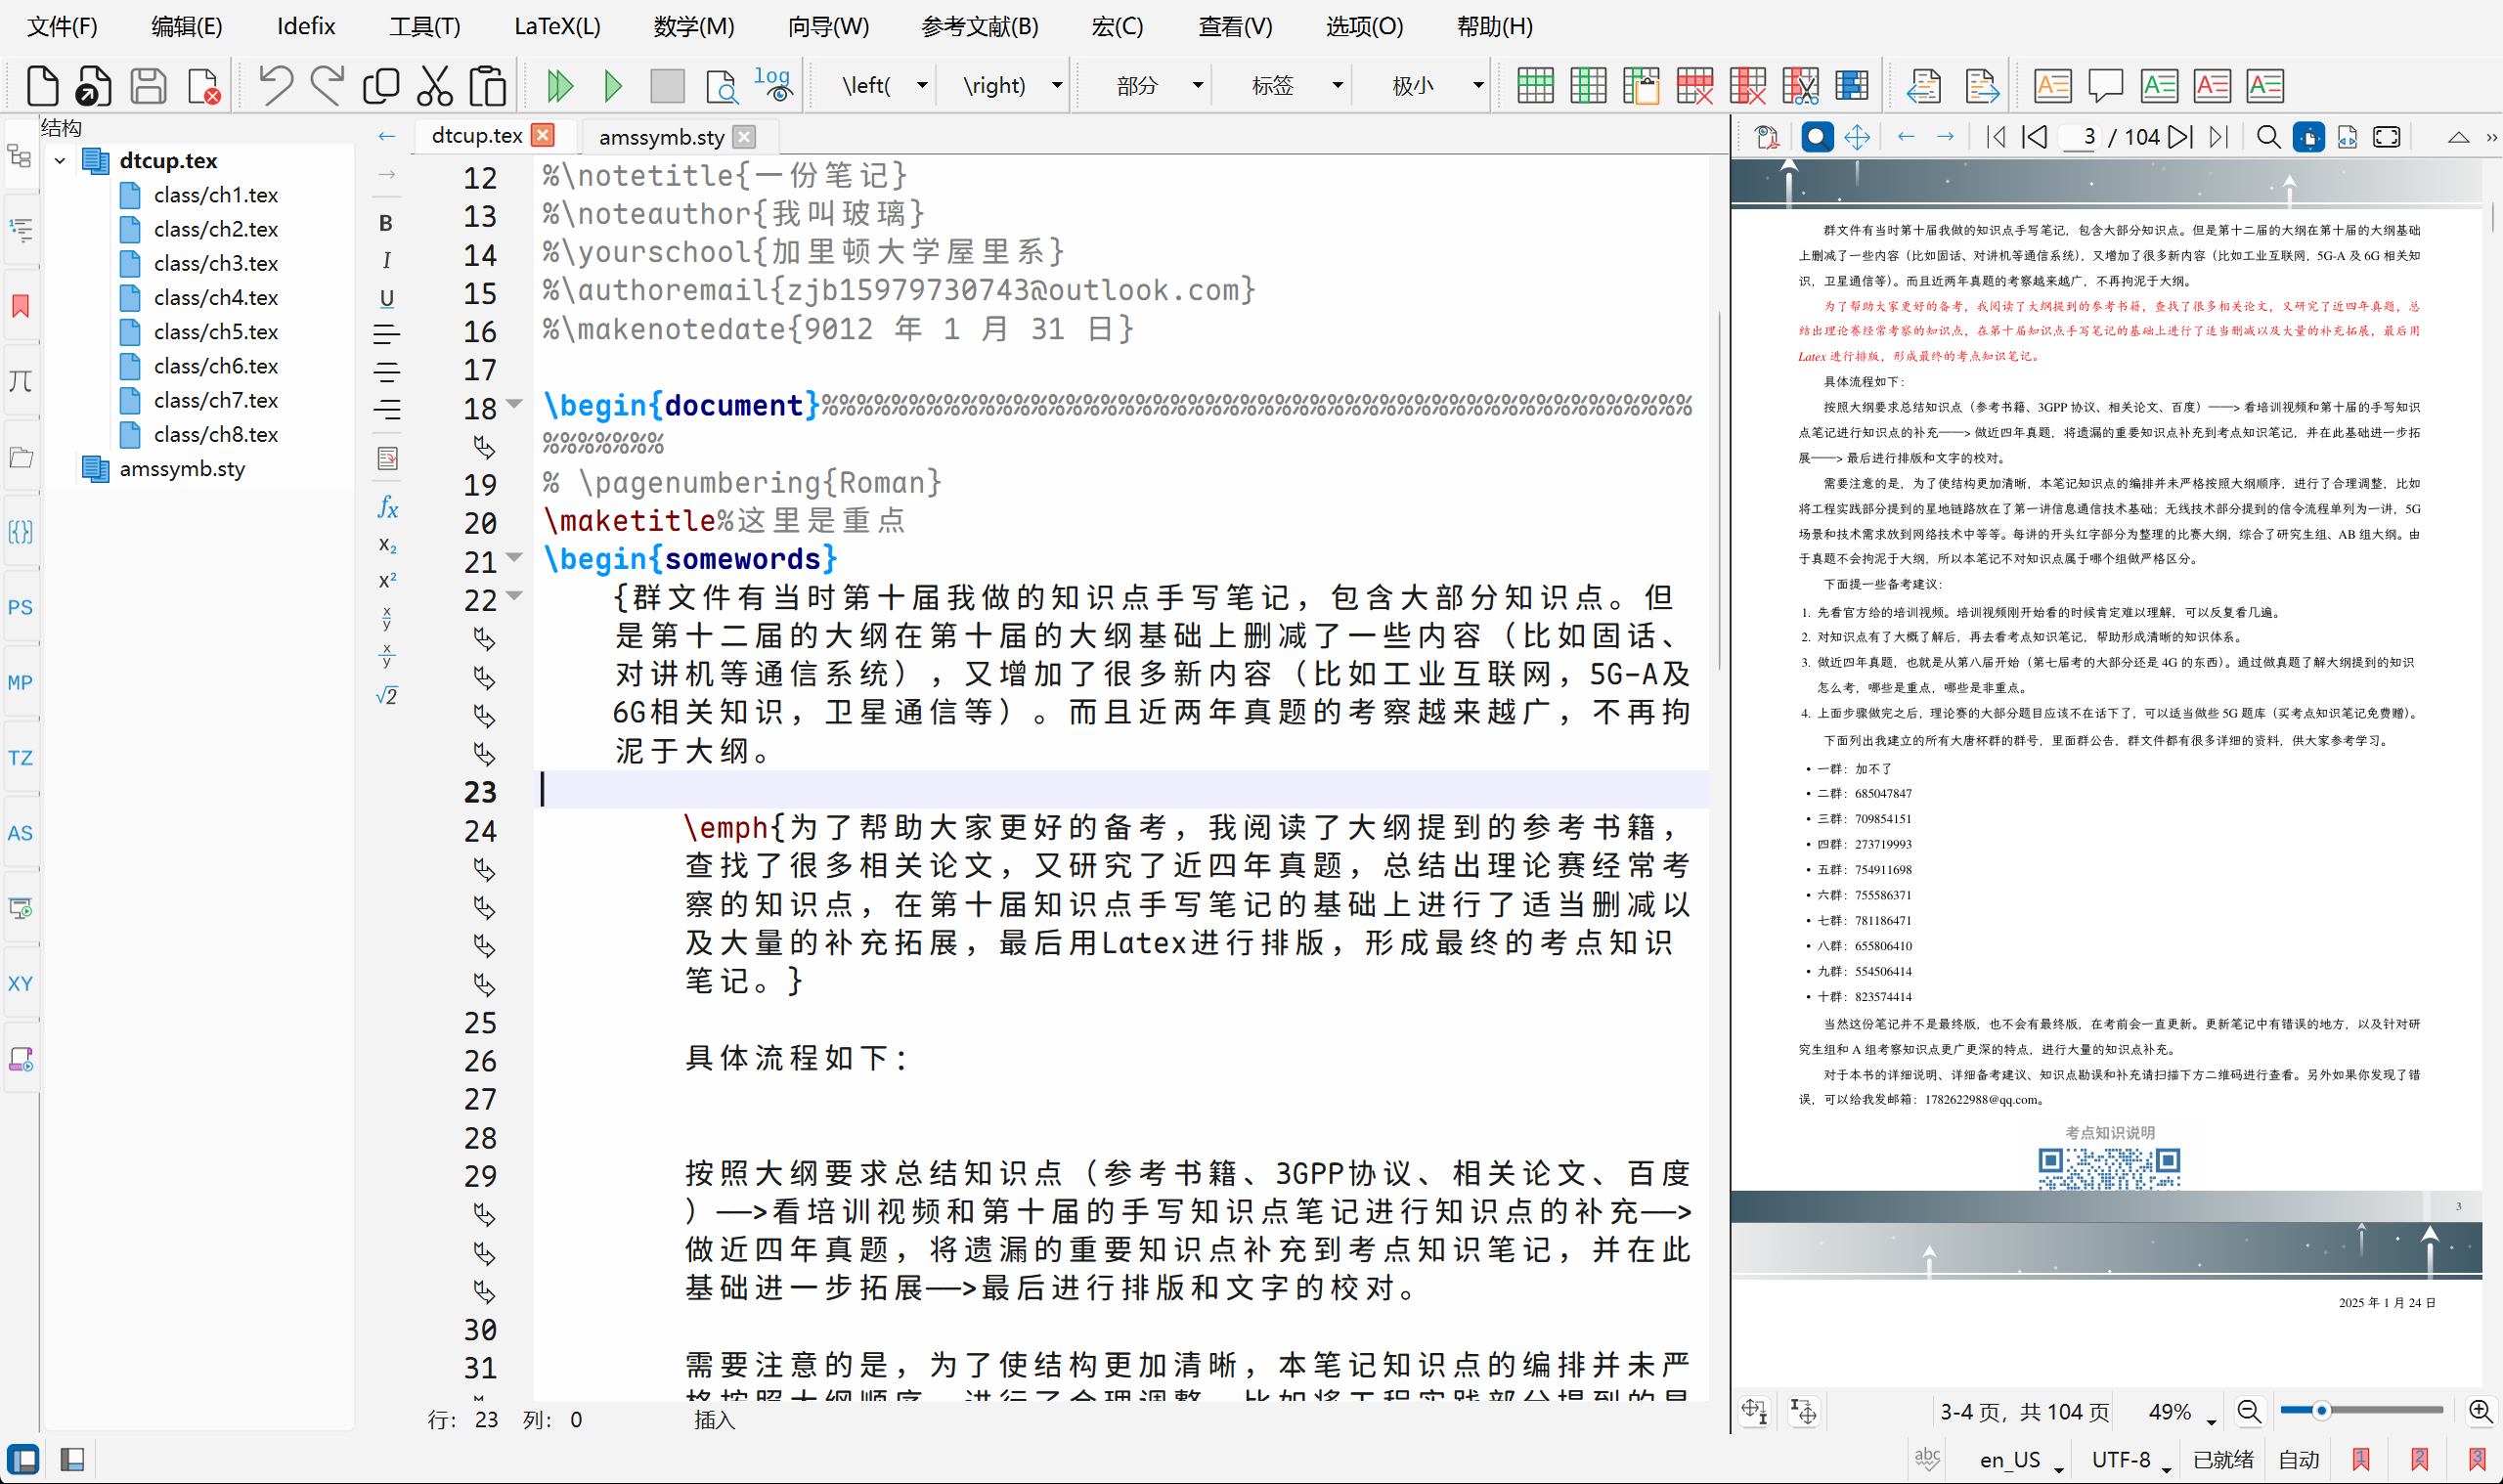 文件(F) 编辑(E) Idefix 工具(T) LaTeX(L) 数学(M) 向导(W) 参考文献(B) 宏(C) 查看(V) 选项(O) 帮助(H)
log \left( \right) 部分 标签 极小
结构
dtcup.tex
class/ch1.tex
class/ch2.tex
class/ch3.tex
class/ch4.tex
class/ch5.tex
class/ch6.tex
class/ch7.tex
class/ch8.tex
amssymb.sty
PS
MP
TZ
AS
XY
dtcup.tex amssymb.sty
12 %\notetitle{一份笔记}
13 %\noteauthor{我叫玻璃}
14 %\yourschool{加里顿大学屋里系}
15 %\authoremail{zjb15979730743@outlook.com}
16 %\makenotedate{9012 年 1 月 31 日}
17
18 \begin{document}%%%%%%%%%%%%%%%%%%%%%%%%%%%%%%%%%%%%%%%%%%%%%%%%%%
%%%%%%%
19 % \pagenumbering{Roman}
20 \maketitle%这里是重点
21 \begin{somewords}
22 {群文件有当时第十届我做的知识点手写笔记，包含大部分知识点。但
是第十二届的大纲在第十届的大纲基础上删减了一些内容（比如固话、
对讲机等通信系统），又增加了很多新内容（比如工业互联网，5G-A及
6G相关知识，卫星通信等）。而且近两年真题的考察越来越广，不再拘
泥于大纲。
23
24 \emph{为了帮助大家更好的备考，我阅读了大纲提到的参考书籍，
查找了很多相关论文，又研究了近四年真题，总结出理论赛经常考
察的知识点，在第十届知识点手写笔记的基础上进行了适当删减以
及大量的补充拓展，最后用Latex进行排版，形成最终的考点知识
笔记。}
25
26 具体流程如下：
27
28
29 按照大纲要求总结知识点（参考书籍、3GPP协议、相关论文、百度
）——>看培训视频和第十届的手写知识点笔记进行知识点的补充——>
做近四年真题，将遗漏的重要知识点补充到考点知识笔记，并在此
基础进一步拓展——>最后进行排版和文字的校对。
30
31 需要注意的是，为了使结构更加清晰，本笔记知识点的编排并未严
格按照大纲顺序，进行了合理调整，比如将工程实践部分提到的星
行: 23 列: 0 插入
3 / 104
群文件有当时第十届我做的知识点手写笔记，包含大部分知识点。但是第十二届的大纲在第十届的大纲基础
上删减了一些内容（比如固话、对讲机等通信系统），又增加了很多新内容（比如工业互联网，5G-A 及 6G 相关知
识，卫星通信等）。而且近两年真题的考察越来越广，不再拘泥于大纲。
为了帮助大家更好的备考，我阅读了大纲提到的参考书籍，查找了很多相关论文，又研究了近四年真题，总
结出理论赛经常考察的知识点，在第十届知识点手写笔记的基础上进行了适当删减以及大量的补充拓展，最后用
Latex 进行排版，形成最终的考点知识笔记。
具体流程如下：
按照大纲要求总结知识点（参考书籍、3GPP 协议、相关论文、百度）——> 看培训视频和第十届的手写知识
点笔记进行知识点的补充——> 做近四年真题，将遗漏的重要知识点补充到考点知识笔记，并在此基础进一步拓
展——> 最后进行排版和文字的校对。
需要注意的是，为了使结构更加清晰，本笔记知识点的编排并未严格按照大纲顺序，进行了合理调整，比如
将工程实践部分提到的星地链路放在了第一讲信息通信技术基础；无线技术部分提到的信令流程单列为一讲，5G
场景和技术需求放到网络技术中等等。每讲的开头红字部分为整理的比赛大纲，综合了研究生组、AB 组大纲。由
于真题不会拘泥于大纲，所以本笔记不对知识点属于哪个组做严格区分。
下面提一些备考建议：
1. 先看官方给的培训视频。培训视频刚开始看的时候肯定难以理解，可以反复看几遍。
2. 对知识点有了大概了解后，再去看考点知识笔记，帮助形成清晰的知识体系。
3. 做近四年真题，也就是从第八届开始（第七届考的大部分还是 4G 的东西）。通过做真题了解大纲提到的知识
怎么考，哪些是重点，哪些是非重点。
4. 上面步骤做完之后，理论赛的大部分题目应该不在话下了，可以适当做些 5G 题库（买考点知识笔记免费赠）。
下面列出我建立的所有大唐杯群的群号，里面群公告，群文件都有很多详细的资料，供大家参考学习。
• 一群：加不了
• 二群：685047847
• 三群：709854151
• 四群：273719993
• 五群：754911698
• 六群：755586371
• 七群：781186471
• 八群：655806410
• 九群：554506414
• 十群：823574414
当然这份笔记并不是最终版，也不会有最终版，在考前会一直更新。更新笔记中有错误的地方，以及针对研
究生组和 A 组考察知识点更广更深的特点，进行大量的知识点补充。
对于本书的详细说明、详细备考建议、知识点勘误和补充请扫描下方二维码进行查看。另外如果你发现了错
误，可以给我发邮箱：1782622988@qq.com。
考点知识说明
3
2025 年 1 月 24 日
3-4 页，共 104 页 49%
abc en_US UTF-8 已就绪 自动 1 2 3